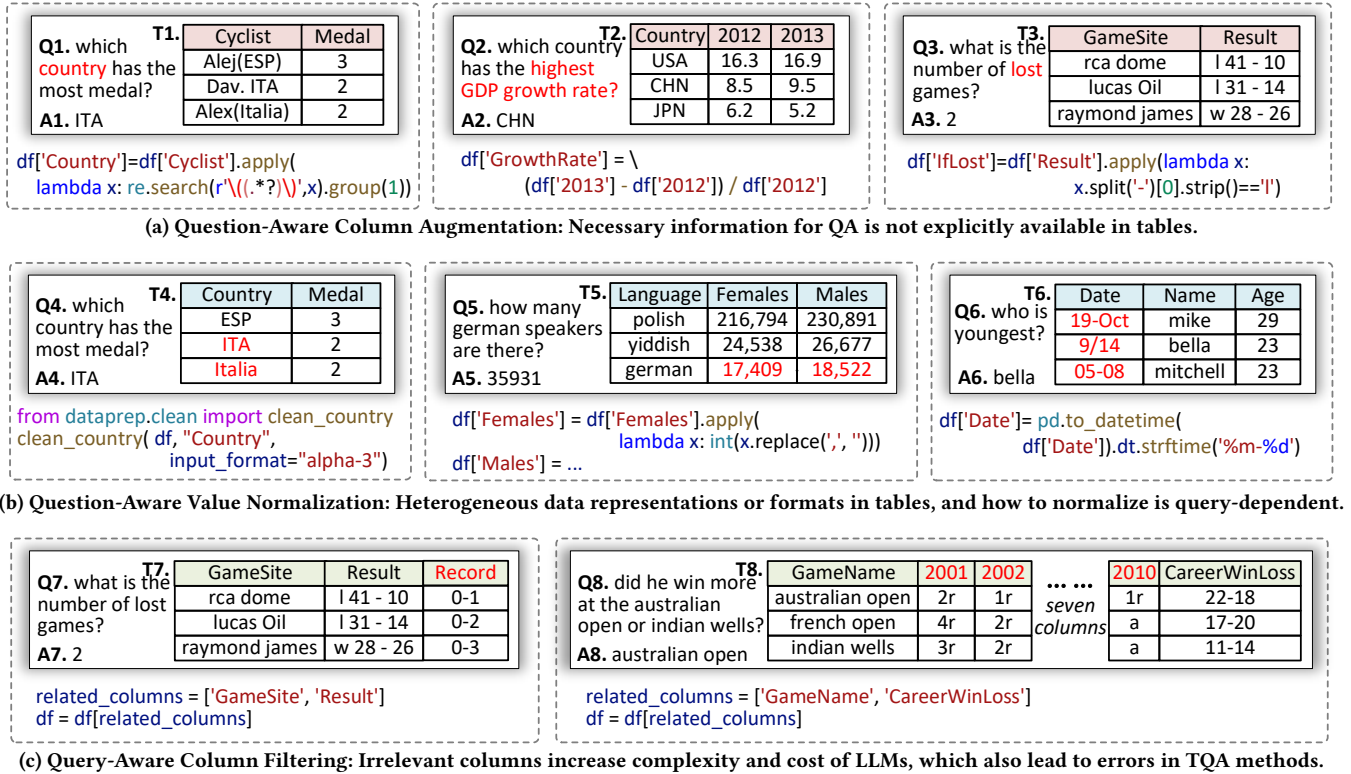 Q1. which
country has the
most medal?
A1. ITA
T1.
Cyclist Medal
Alej(ESP) 3
Dav. ITA 2
Alex(Italia) 2
df['Country']=df['Cyclist'].apply(
lambda x: re.search(r'\((.*?)\)',x).group(1))
Q2. which country
has the highest
GDP growth rate?
A2. CHN
T2.
Country 2012 2013
USA 16.3 16.9
CHN 8.5 9.5
JPN 6.2 5.2
df['GrowthRate'] = \
(df['2013'] - df['2012']) / df['2012']
Q3. what is the
number of lost
games?
A3. 2
T3.
GameSite Result
rca dome l 41 - 10
lucas Oil l 31 - 14
raymond james w 28 - 26
df['IfLost']=df['Result'].apply(lambda x:
x.split('-')[0].strip()=='l')
(a) Question-Aware Column Augmentation: Necessary information for QA is not explicitly available in tables.
Q4. which
country has the
most medal?
A4. ITA
T4.
Country Medal
ESP 3
ITA 2
Italia 2
from dataprep.clean import clean_country
clean_country( df, "Country",
input_format="alpha-3")
Q5. how many
german speakers
are there?
A5. 35931
T5.
Language Females Males
polish 216,794 230,891
yiddish 24,538 26,677
german 17,409 18,522
df['Females'] = df['Females'].apply(
lambda x: int(x.replace(',', '')))
df['Males'] = ...
Q6. who is
youngest?
A6. bella
T6.
Date Name Age
19-Oct mike 29
9/14 bella 23
05-08 mitchell 23
df['Date']= pd.to_datetime(
df['Date']).dt.strftime('%m-%d')
(b) Question-Aware Value Normalization: Heterogeneous data representations or formats in tables, and how to normalize is query-dependent.
Q7. what is the
number of lost
games?
A7. 2
T7.
GameSite Result Record
rca dome l 41 - 10 0-1
lucas Oil l 31 - 14 0-2
raymond james w 28 - 26 0-3
related_columns = ['GameSite', 'Result']
df = df[related_columns]
Q8. did he win more
at the australian
open or indian wells?
A8. australian open
T8.
GameName 2001 2002 ... ... 2010 CareerWinLoss
australian open 2r 1r seven 1r 22-18
french open 4r 2r columns a 17-20
indian wells 3r 2r a 11-14
related_columns = ['GameName', 'CareerWinLoss']
df = df[related_columns]
(c) Query-Aware Column Filtering: Irrelevant columns increase complexity and cost of LLMs, which also lead to errors in TQA methods.